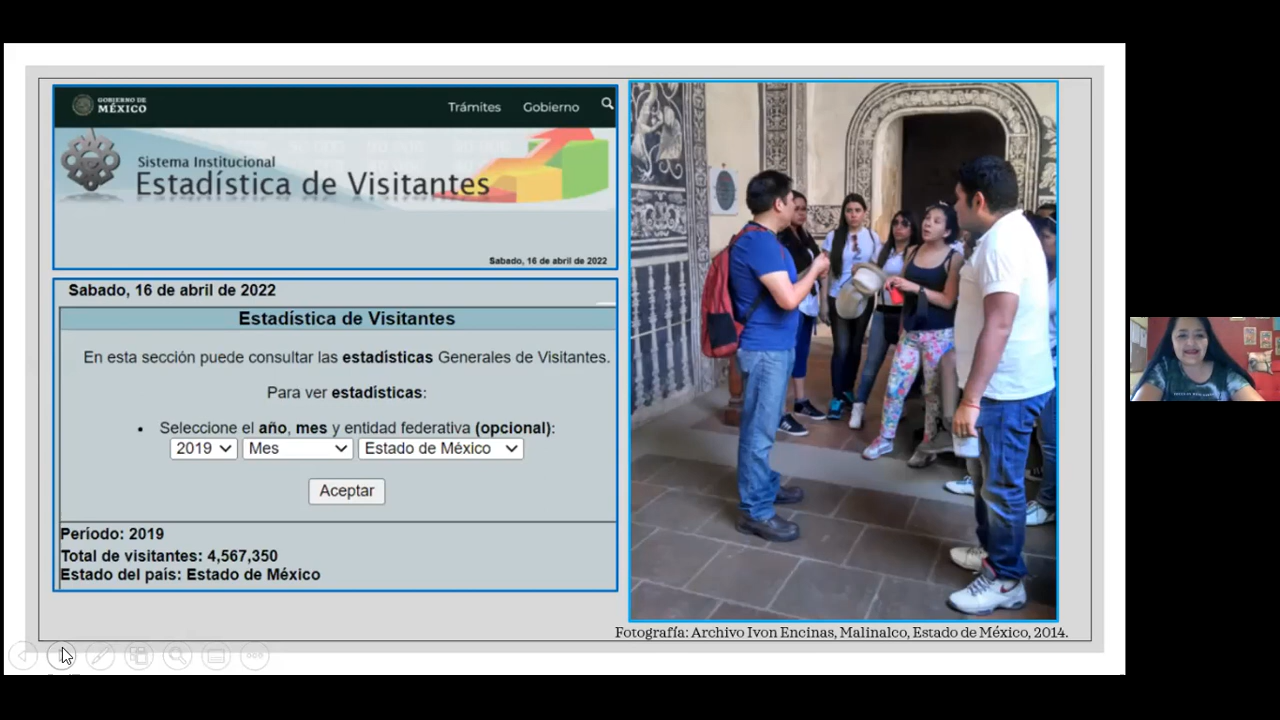 GOBIERNO DE
MÉXICO
Trámites Gobierno
Sistema Institucional
Estadística de Visitantes
Sabado, 16 de abril de 2022
Sabado, 16 de abril de 2022
Estadística de Visitantes
En esta sección puede consultar las estadísticas Generales de Visitantes.
Para ver estadísticas:
• Seleccione el año, mes y entidad federativa (opcional):
2019 Mes Estado de México
Aceptar
Período: 2019
Total de visitantes: 4,567,350
Estado del país: Estado de México
Fotografía: Archivo Ivon Encinas, Malinalco, Estado de México, 2014.